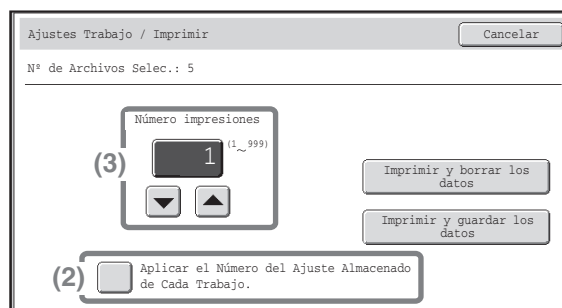 Ajustes Trabajo / Imprimir
Cancelar
Nº de Archivos Selec.: 5
Número impresiones
(3)
1
(1~999)
Imprimir y borrar los
datos
Imprimir y guardar los
datos
(2)
Aplicar el Número del Ajuste Almacenado
de Cada Trabajo.